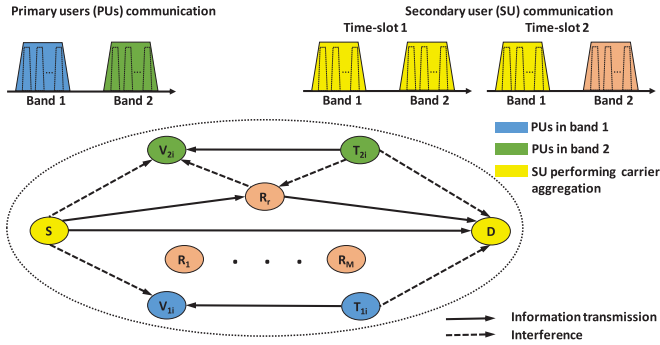 Primary users (PUs) communication
Secondary user (SU) communication
Time-slot 1
Time-slot 2
...
...
...
...
...
...
Band 1
Band 2
Band 1
Band 2
Band 1
Band 2
PUs in band 1
PUs in band 2
SU performing carrier
aggregation
V2i
T2i
Rr
S
D
R1
. . .
RM
V1i
T1i
Information transmission
Interference